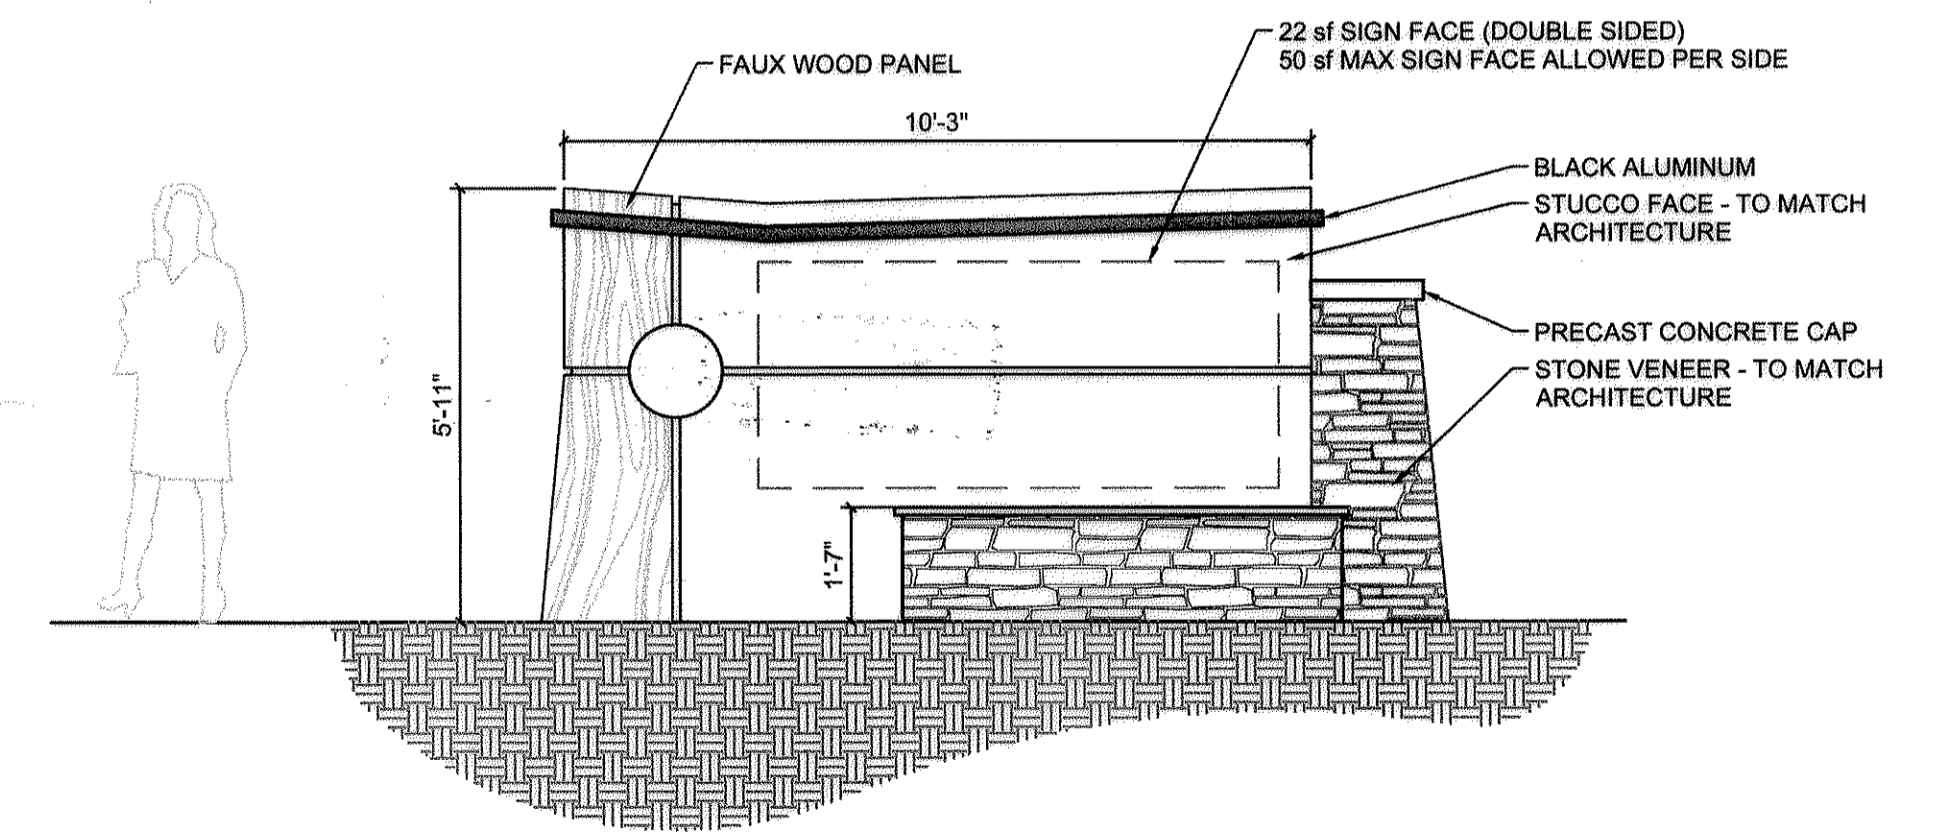 22 sf SIGN FACE (DOUBLE SIDED)
50 sf MAX SIGN FACE ALLOWED PER SIDE
FAUX WOOD PANEL
10'-3"
BLACK ALUMINUM
STUCCO FACE - TO MATCH
ARCHITECTURE
PRECAST CONCRETE CAP
STONE VENEER - TO MATCH
ARCHITECTURE
5'-11"
1'-7"